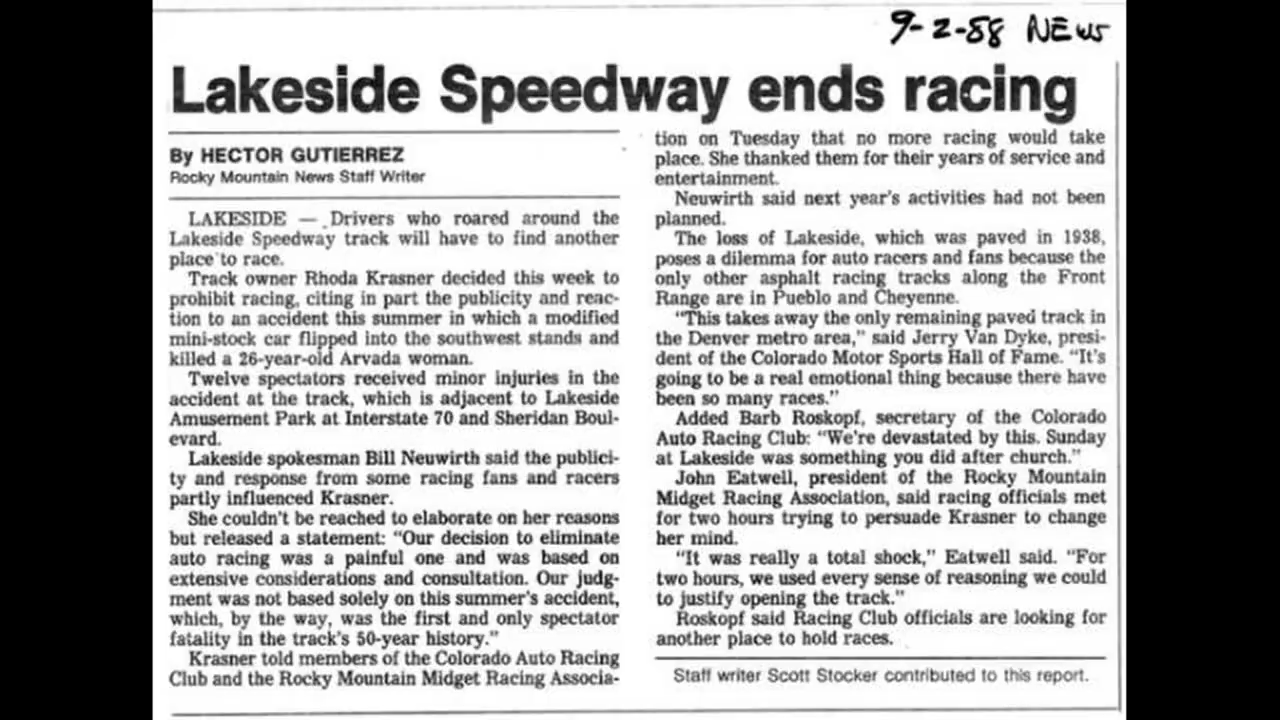 9-2-88 News
Lakeside Speedway ends racing
By HECTOR GUTIERREZ
Rocky Mountain News Staff Writer
LAKESIDE — Drivers who roared around the
Lakeside Speedway track will have to find another
place to race.
Track owner Rhoda Krasner decided this week to
prohibit racing, citing in part the publicity and reac-
tion to an accident this summer in which a modified
mini-stock car flipped into the southwest stands and
killed a 26-year-old Arvada woman.
Twelve spectators received minor injuries in the
accident at the track, which is adjacent to Lakeside
Amusement Park at Interstate 70 and Sheridan Boul-
evard.
Lakeside spokesman Bill Neuwirth said the publici-
ty and response from some racing fans and racers
partly influenced Krasner.
She couldn't be reached to elaborate on her reasons
but released a statement: "Our decision to eliminate
auto racing was a painful one and was based on
extensive considerations and consultation. Our judg-
ment was not based solely on this summer's accident,
which, by the way, was the first and only spectator
fatality in the track's 50-year history."
Krasner told members of the Colorado Auto Racing
Club and the Rocky Mountain Midget Racing Associa-
tion on Tuesday that no more racing would take
place. She thanked them for their years of service and
entertainment.
Neuwirth said next year's activities had not been
planned.
The loss of Lakeside, which was paved in 1938,
poses a dilemma for auto racers and fans because the
only other asphalt racing tracks along the Front
Range are in Pueblo and Cheyenne.
"This takes away the only remaining paved track in
the Denver metro area," said Jerry Van Dyke, presi-
dent of the Colorado Motor Sports Hall of Fame. "It's
going to be a real emotional thing because there have
been so many races."
Added Barb Roskopf, secretary of the Colorado
Auto Racing Club: "We're devastated by this. Sunday
at Lakeside was something you did after church."
John Eatwell, president of the Rocky Mountain
Midget Racing Association, said racing officials met
for two hours trying to persuade Krasner to change
her mind.
"It was really a total shock," Eatwell said. "For
two hours, we used every sense of reasoning we could
to justify opening the track."
Roskopf said Racing Club officials are looking for
another place to hold races.
Staff writer Scott Stocker contributed to this report.